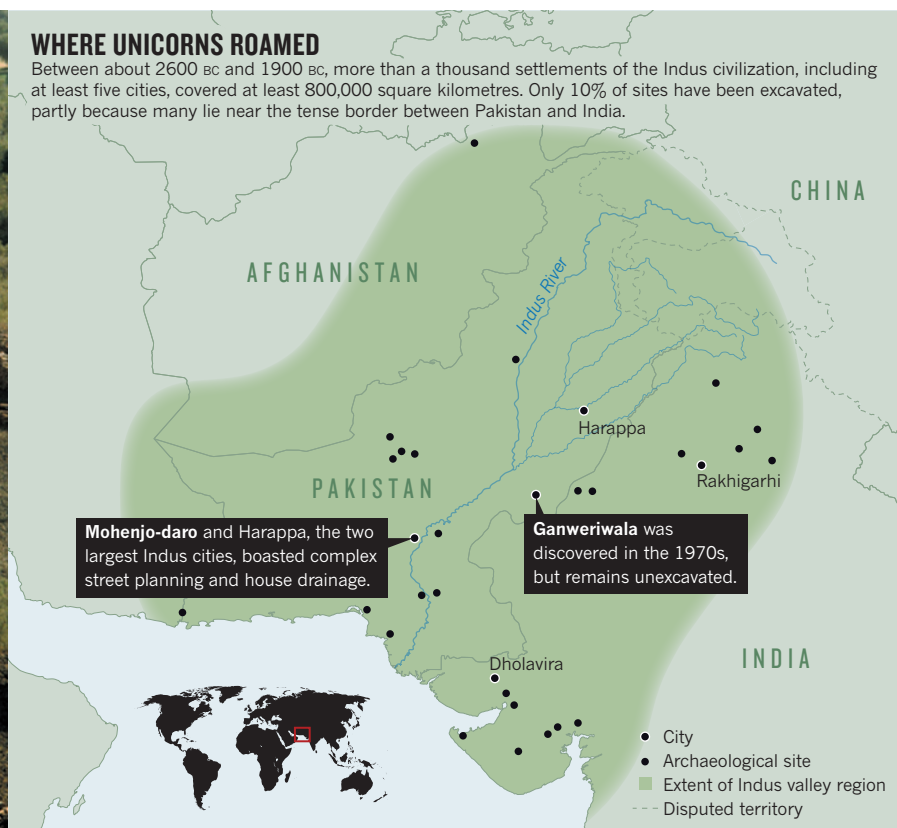 WHERE UNICORNS ROAMED
Between about 2600 BC and 1900 BC, more than a thousand settlements of the Indus civilization, including
at least five cities, covered at least 800,000 square kilometres. Only 10% of sites have been excavated,
partly because many lie near the tense border between Pakistan and India.
CHINA
AFGHANISTAN
Indus River
Harappa
Rakhigarhi
PAKISTAN
Mohenjo-daro and Harappa, the two
largest Indus cities, boasted complex
street planning and house drainage.
Ganweriwala was
discovered in the 1970s,
but remains unexcavated.
INDIA
Dholavira
City
Archaeological site
Extent of Indus valley region
Disputed territory